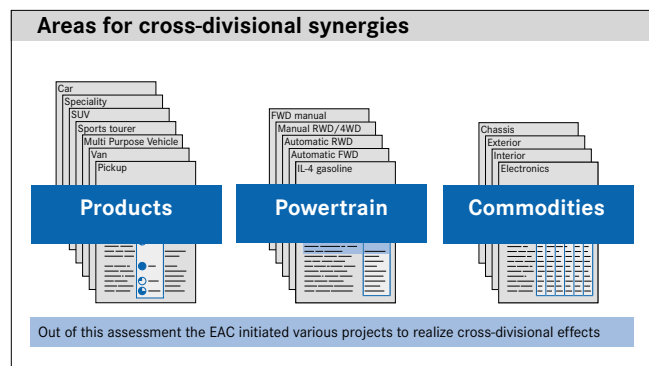 Areas for cross-divisional synergies
Car
Speciality
SUV
Sports tourer
Multi Purpose Vehicle
Van
Pickup
Products
FWD manual
Manual RWD/4WD
Automatic RWD
Automatic FWD
IL-4 gasoline
Powertrain
Chassis
Exterior
Interior
Electronics
Commodities
Out of this assessment the EAC initiated various projects to realize cross-divisional effects